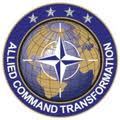 ALLIED COMMAND TRANSFORMATION